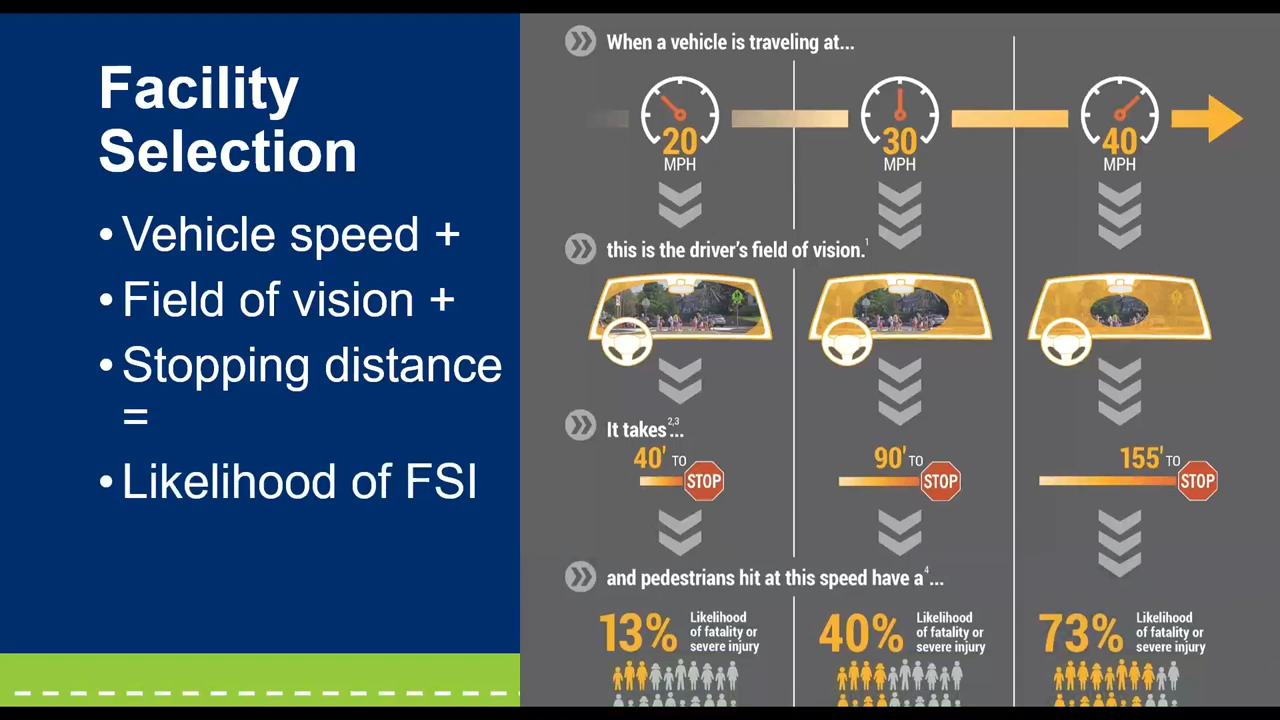 Facility
Selection
• Vehicle speed +
• Field of vision +
• Stopping distance
=
• Likelihood of FSI
When a vehicle is traveling at...
20
MPH
30
MPH
40
MPH
this is the driver's field of vision.1
It takes2,3...
40' TO
STOP
90' TO
STOP
155' TO
STOP
and pedestrians hit at this speed have a4...
13%
Likelihood
of fatality or
severe injury
40%
Likelihood
of fatality or
severe injury
73%
Likelihood
of fatality or
severe injury